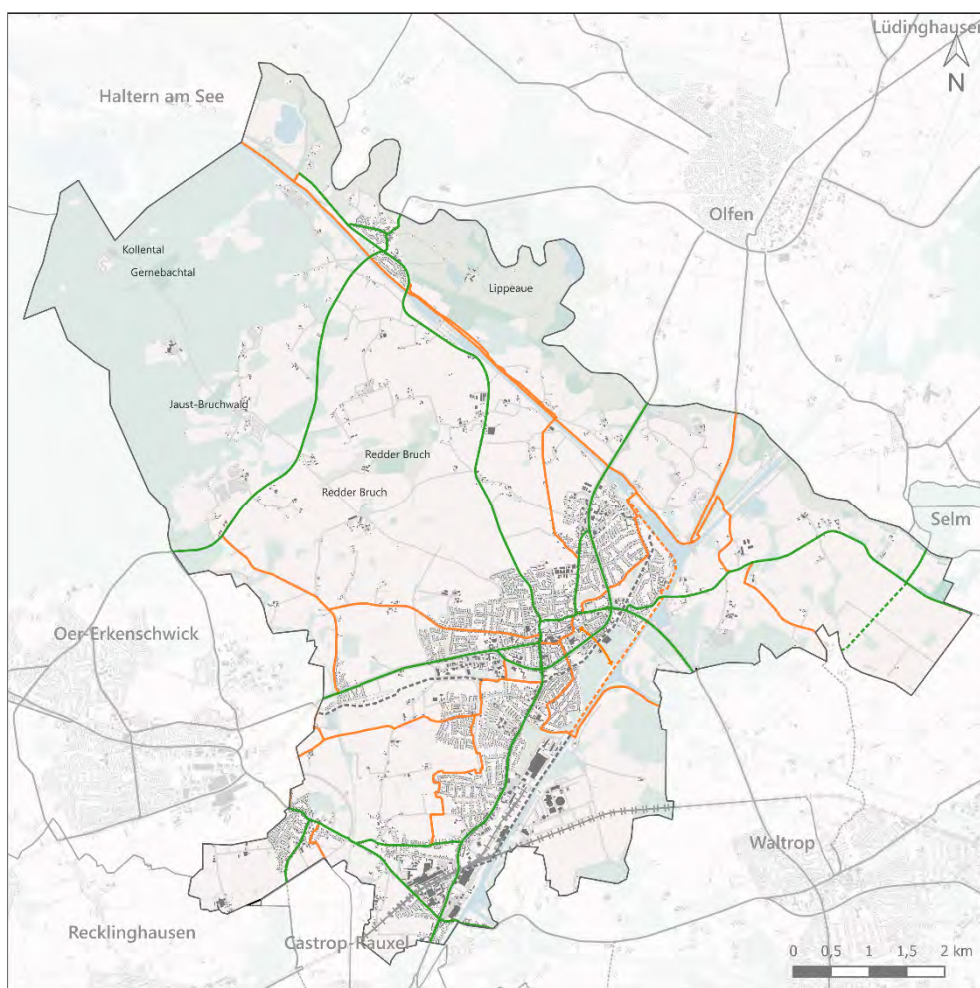 Lüdinghausen
N
Haltern am See
Olfen
Kollental
Gernebachtal
Lippeaue
Jaust-Bruchwald
Redder Bruch
Redder Bruch
Selm
Oer-Erkenschwick
Waltrop
Recklinghausen
Castrop-Rauxel
0 0,5 1 1,5 2 km